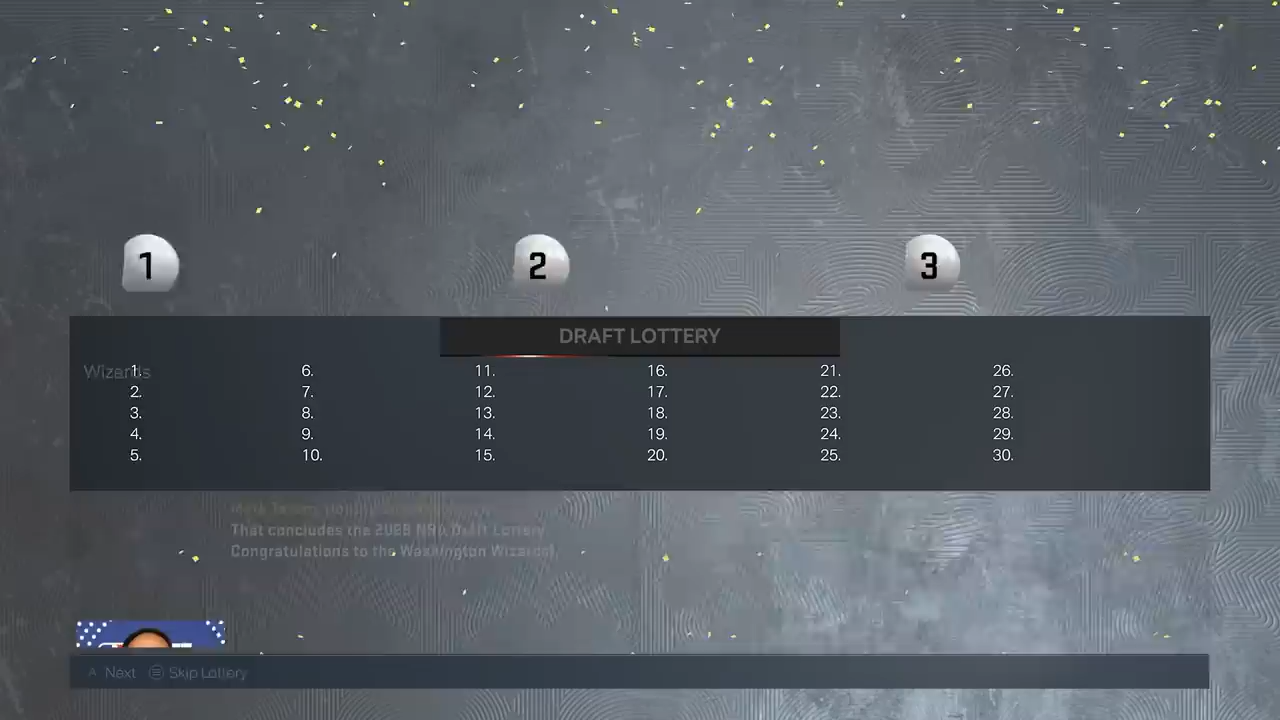 1
2
3
DRAFT LOTTERY
Wizards
1. 6. 11. 16. 21. 26.
2. 7. 12. 17. 22. 27.
3. 8. 13. 18. 23. 28.
4. 9. 14. 19. 24. 29.
5. 10. 15. 20. 25. 30.
That concludes the NBA Draft Lottery
Congratulations to the Washington Wizards!
A Next Skip Lottery